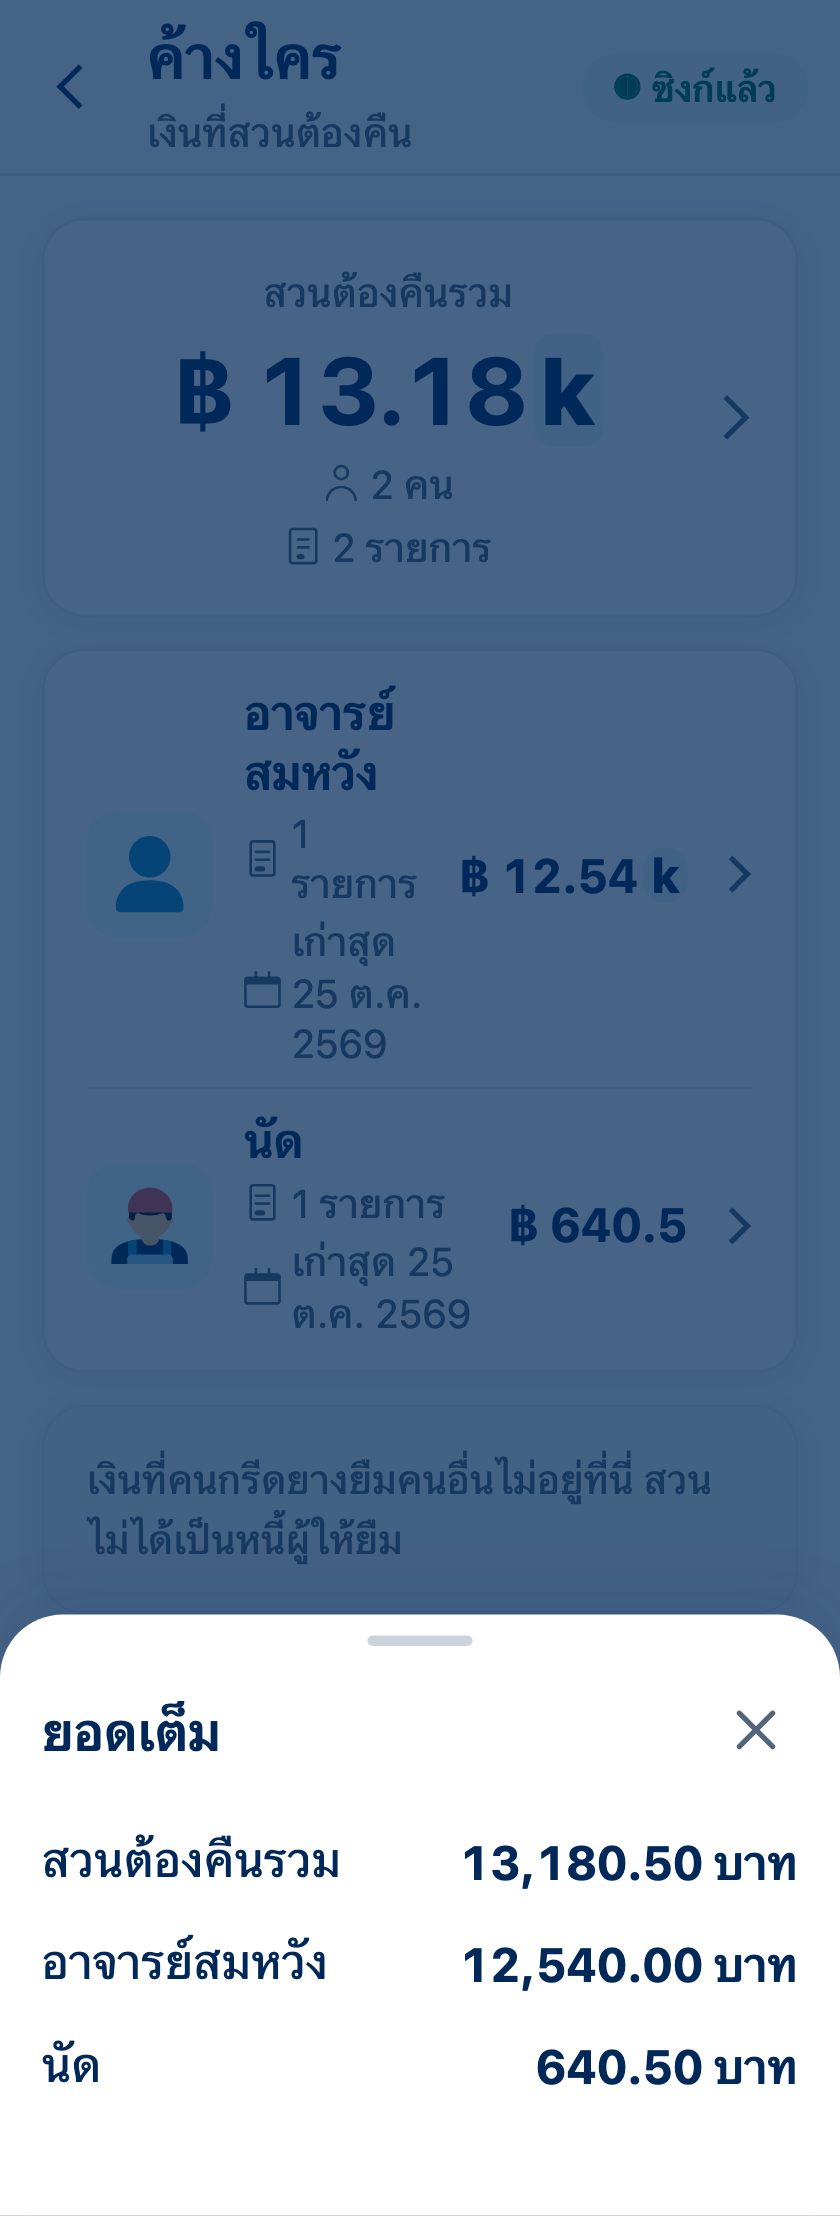 ค้างใคร
เงินที่สวนต้องคืน
ซิงก์แล้ว
สวนต้องคืนรวม
฿ 13.18k
2 คน
2 รายการ
อาจารย์
สมหวัง
1
รายการ
เก่าสุด
25 ต.ค.
2569
฿ 12.54 k
นัด
1 รายการ
เก่าสุด 25
ต.ค. 2569
฿ 640.5
เงินที่คนกรีดยางยืมคนอื่นไม่อยู่ที่นี่ สวน
ไม่ได้เป็นหนี้ผู้ให้ยืม
ยอดเต็ม
สวนต้องคืนรวม 13,180.50 บาท
อาจารย์สมหวัง 12,540.00 บาท
นัด 640.50 บาท